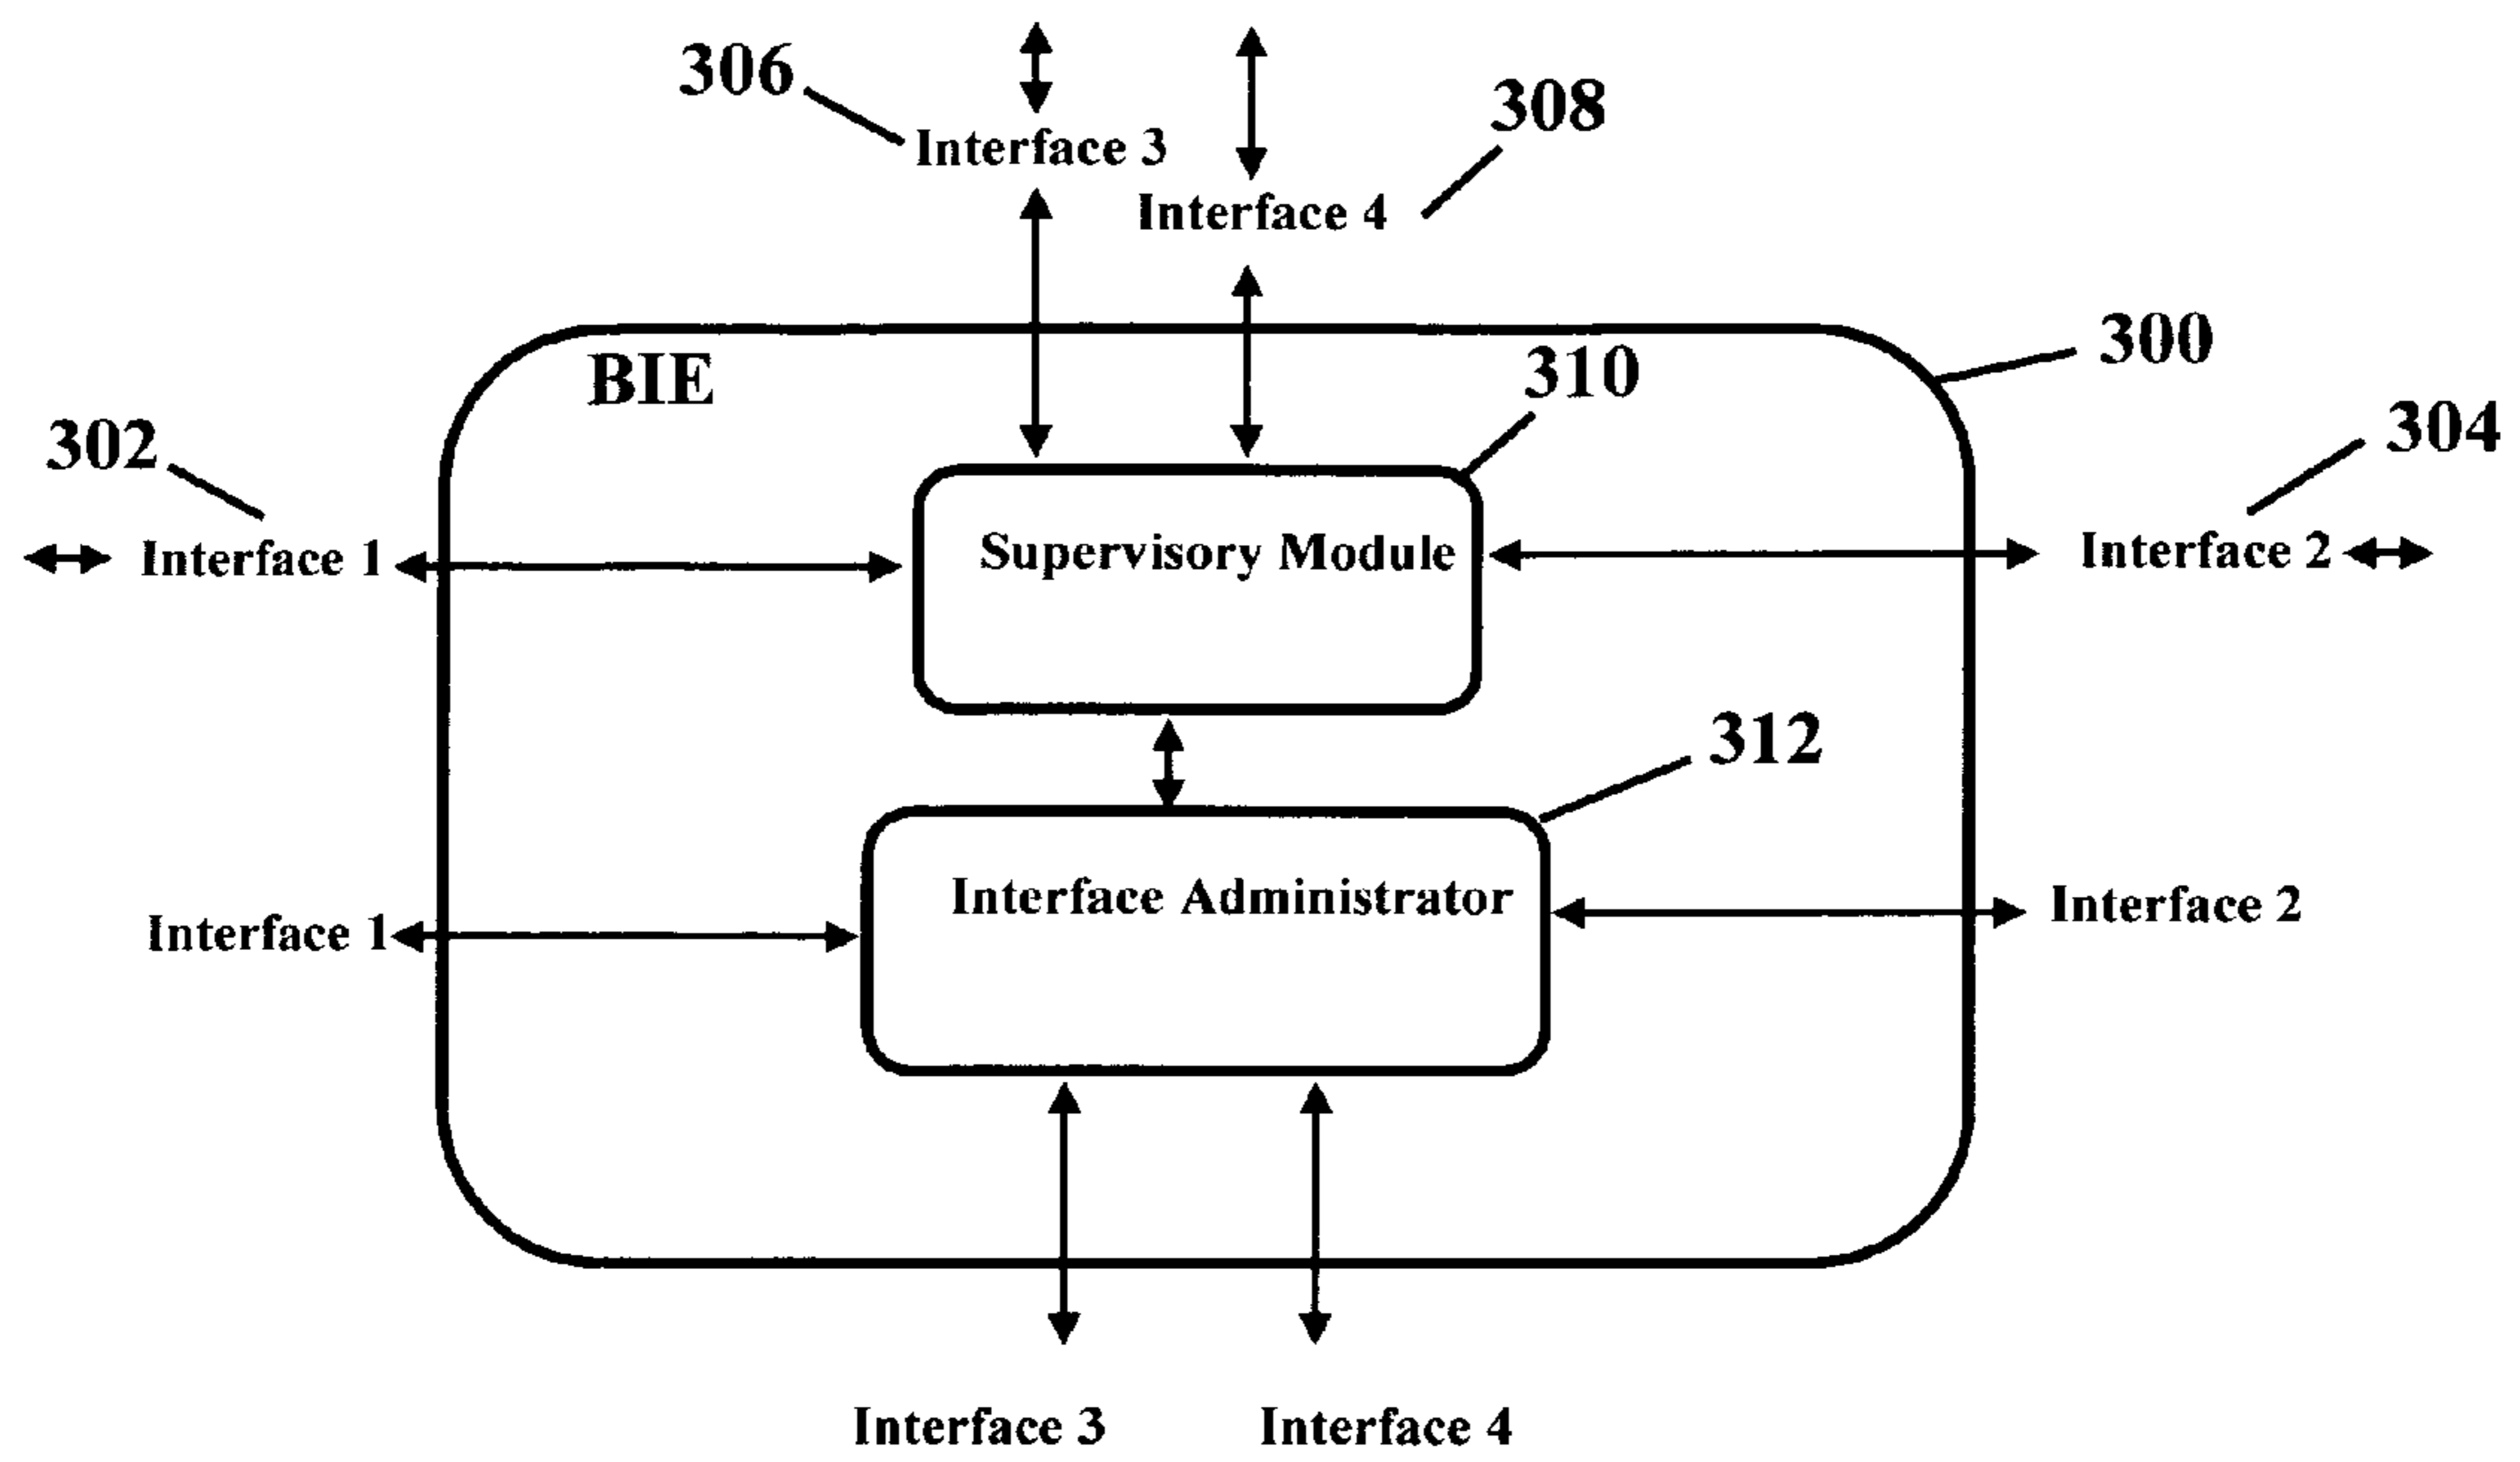 306
308
Interface 3
Interface 4
300
BIE
310
302
304
Interface 1
Supervisory Module
Interface 2
312
Interface Administrator
Interface 1
Interface 2
Interface 3
Interface 4